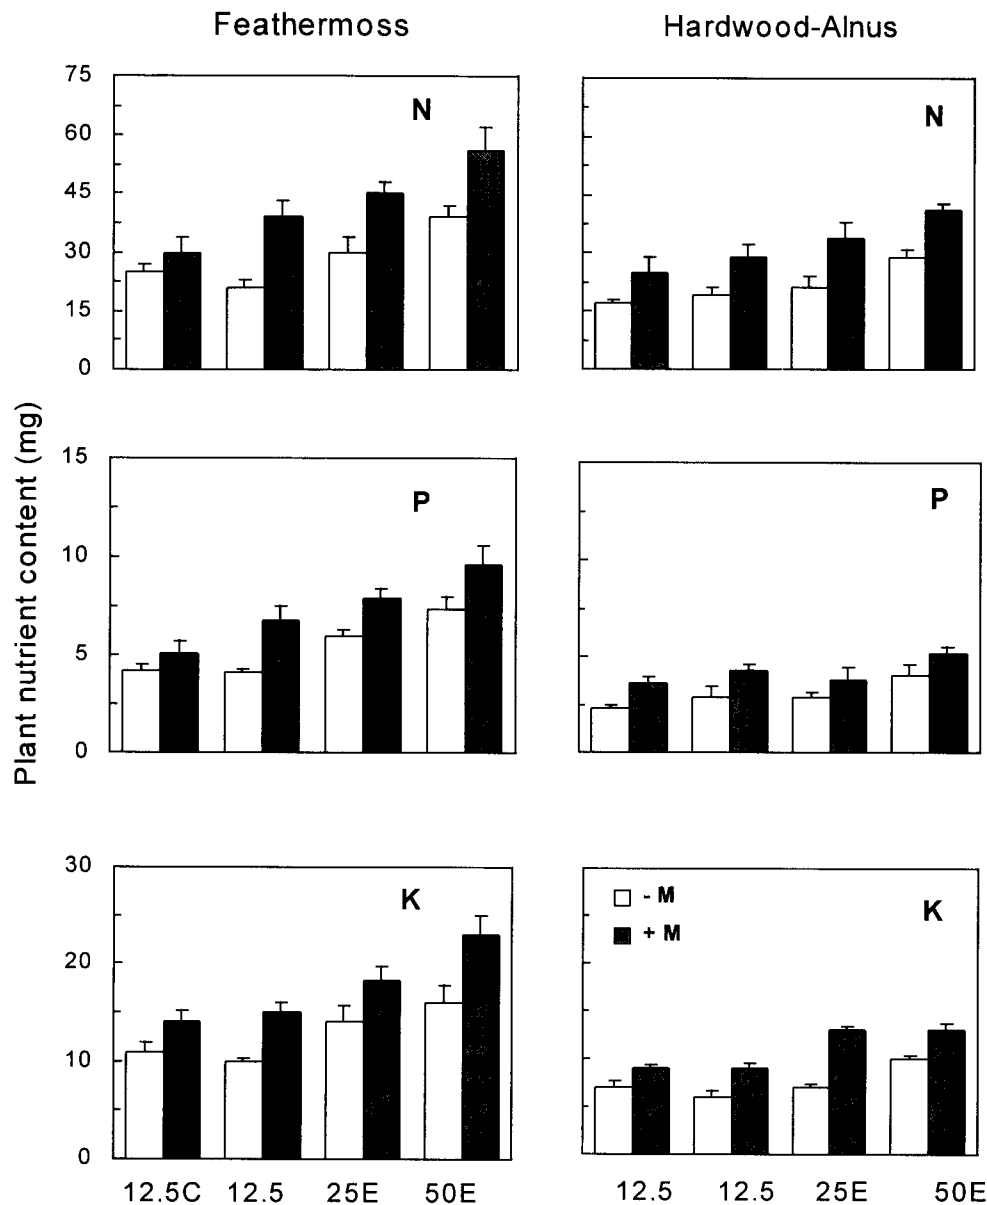 Feathermoss Hardwood-Alnus
75
60
45
30
15
0
N
N
Plant nutrient content (mg)
15
10
5
0
P
P
30
20
10
0
K
- M
+ M
K
12.5C 12.5 25E 50E 12.5 12.5 25E 50E